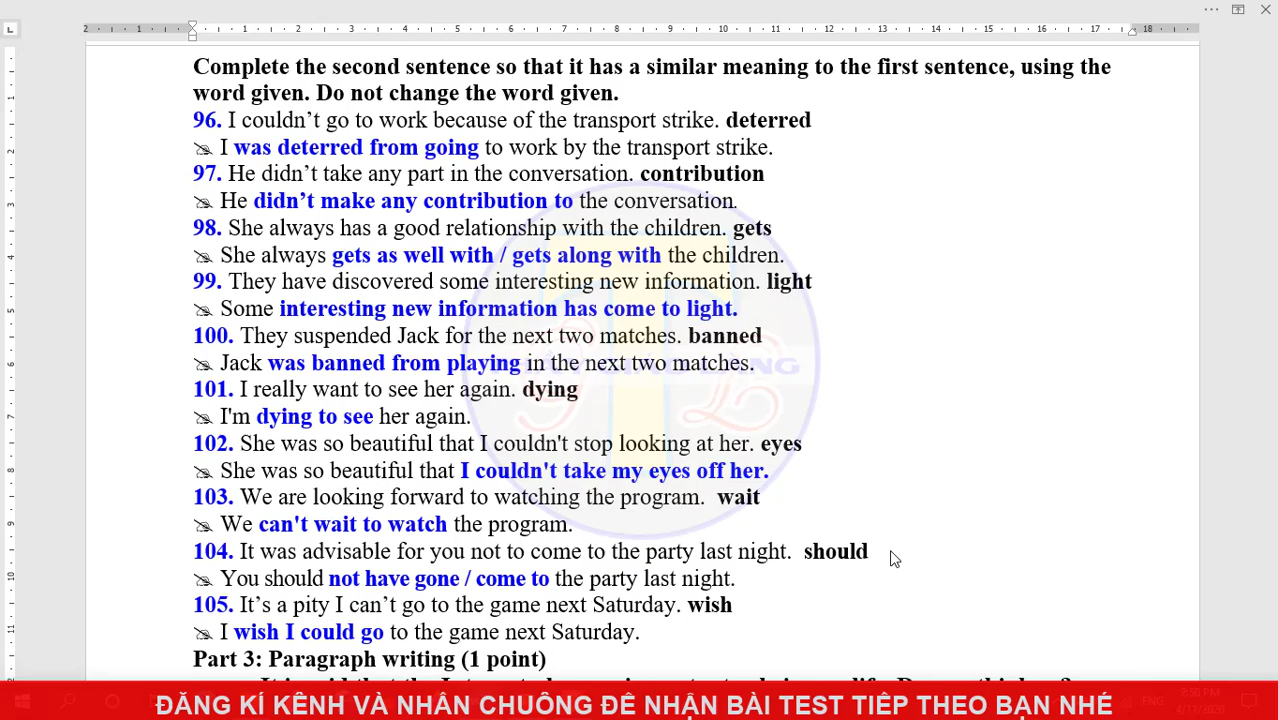 Complete the second sentence so that it has a similar meaning to the first sentence, using the
word given. Do not change the word given.
96. I couldn’t go to work because of the transport strike. deterred
I was deterred from going to work by the transport strike.
97. He didn’t take any part in the conversation. contribution
He didn’t make any contribution to the conversation.
98. She always has a good relationship with the children. gets
She always gets as well with / gets along with the children.
99. They have discovered some interesting new information. light
Some interesting new information has come to light.
100. They suspended Jack for the next two matches. banned
Jack was banned from playing in the next two matches.
101. I really want to see her again. dying
I'm dying to see her again.
102. She was so beautiful that I couldn't stop looking at her. eyes
She was so beautiful that I couldn't take my eyes off her.
103. We are looking forward to watching the program. wait
We can't wait to watch the program.
104. It was advisable for you not to come to the party last night. should
You should not have gone / come to the party last night.
105. It’s a pity I can’t go to the game next Saturday. wish
I wish I could go to the game next Saturday.
Part 3: Paragraph writing (1 point)
ĐĂNG KÍ KÊNH VÀ NHẤN CHUÔNG ĐÊ NHẬN BÀI TEST TIẾP THEO BẠN NHÉ
ENG